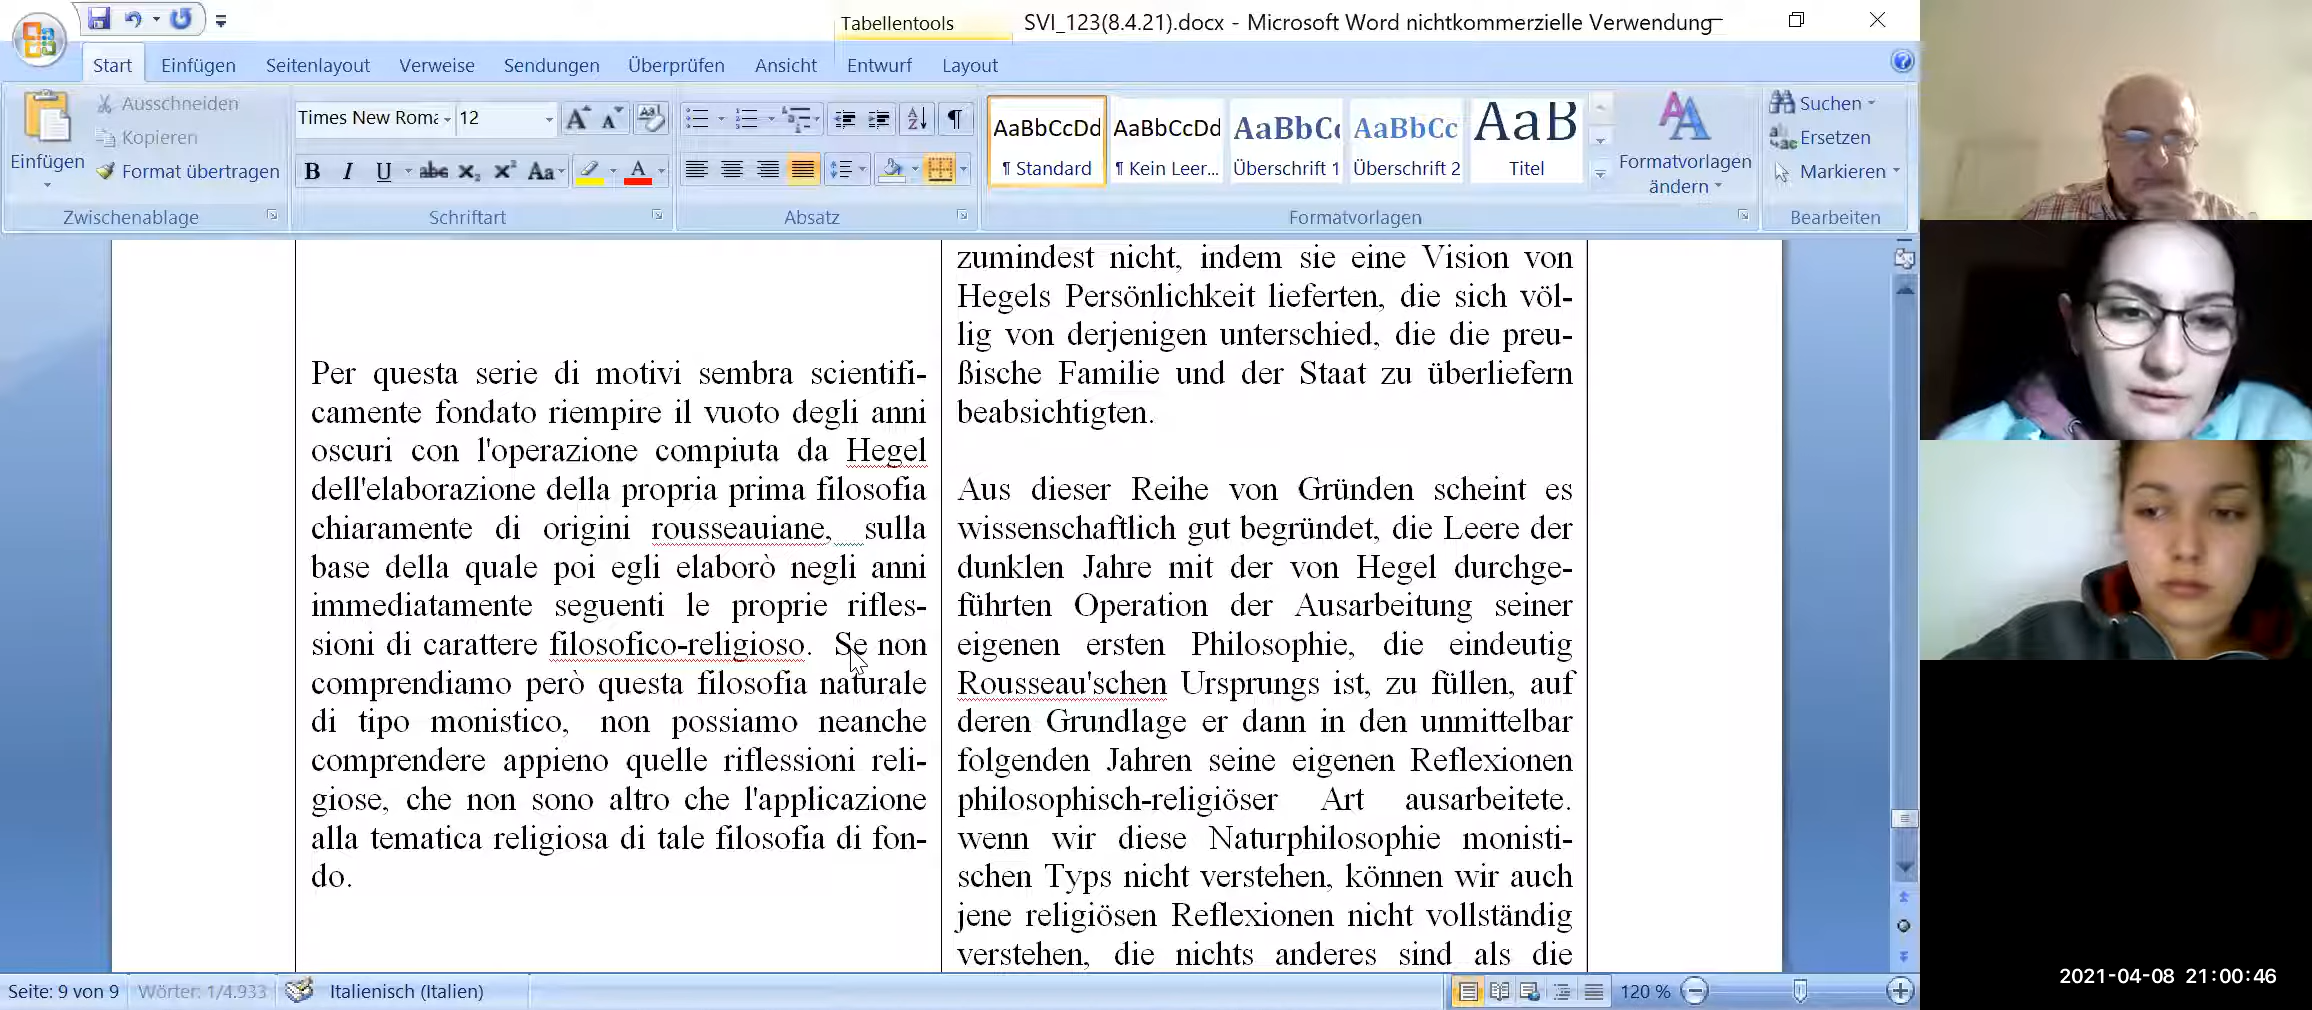 Tabellentools
SVI_123(8.4.21).docx - Microsoft Word nichtkommerzielle Verwendung
Start Einfügen Seitenlayout Verweise Sendungen Überprüfen Ansicht Entwurf Layout
Einfügen
Ausschneiden
Kopieren
Format übertragen
Zwischenablage
Times New Roma 12
Schriftart
Absatz
AaBbCcDd AaBbCcDd AaBbCc AaBbCc AaB
¶ Standard ¶ Kein Leer... Überschrift 1 Überschrift 2 Titel
Formatvorlagen
ändern
Formatvorlagen
Suchen
Ersetzen
Markieren
Bearbeiten
Per questa serie di motivi sembra scientifi-
camente fondato riempire il vuoto degli anni
oscuri con l'operazione compiuta da Hegel
dell'elaborazione della propria prima filosofia
chiaramente di origini rousseauiane, sulla
base della quale poi egli elaborò negli anni
immediatamente seguenti le proprie rifles-
sioni di carattere filosofico-religioso. Se non
comprendiamo però questa filosofia naturale
di tipo monistico, non possiamo neanche
comprendere appieno quelle riflessioni reli-
giose, che non sono altro che l'applicazione
alla tematica religiosa di tale filosofia di fon-
do.
zumindest nicht, indem sie eine Vision von
Hegels Persönlichkeit lieferten, die sich völ-
lig von derjenigen unterschied, die die preu-
ßische Familie und der Staat zu überliefern
beabsichtigten.
Aus dieser Reihe von Gründen scheint es
wissenschaftlich gut begründet, die Leere der
dunklen Jahre mit der von Hegel durchge-
führten Operation der Ausarbeitung seiner
eigenen ersten Philosophie, die eindeutig
Rousseau'schen Ursprungs ist, zu füllen, auf
deren Grundlage er dann in den unmittelbar
folgenden Jahren seine eigenen Reflexionen
philosophisch-religiöser Art ausarbeitete.
wenn wir diese Naturphilosophie monisti-
schen Typs nicht verstehen, können wir auch
jene religiösen Reflexionen nicht vollständig
verstehen, die nichts anderes sind als die
Seite: 9 von 9 Wörter: 1/4.933 Italienisch (Italien) 120 %
2021-04-08 21:00:46